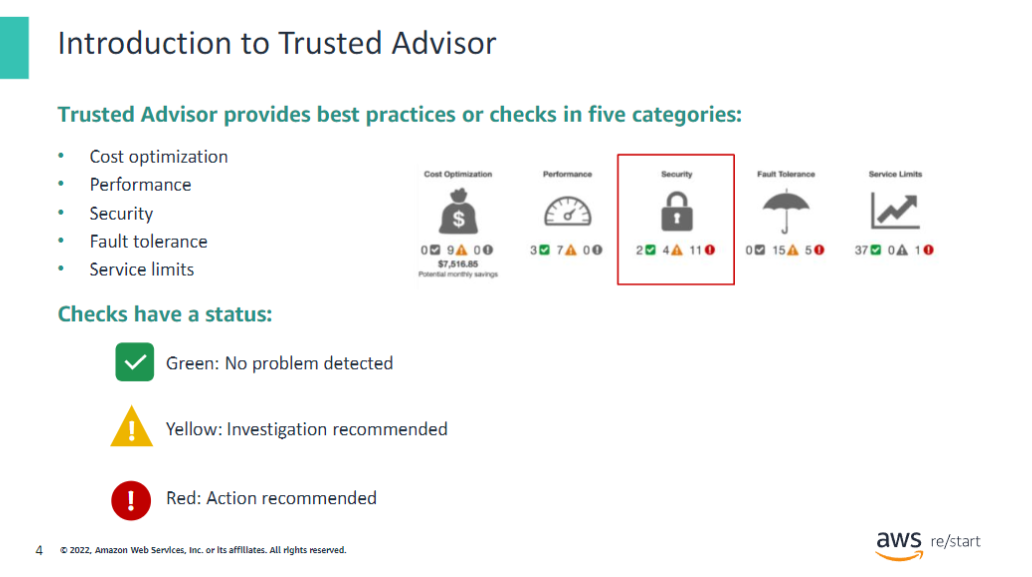 Introduction to Trusted Advisor
Trusted Advisor provides best practices or checks in five categories:
• Cost optimization
• Performance
• Security
• Fault tolerance
• Service limits
Cost Optimization
0 9 0
$7,516.85
Potential monthly savings
Performance
3 7 0
Security
2 4 11
Fault Tolerance
0 15 5
Service Limits
37 0 1
Checks have a status:
Green: No problem detected
Yellow: Investigation recommended
Red: Action recommended
4 © 2022, Amazon Web Services, Inc. or its affiliates. All rights reserved.
aws re/start